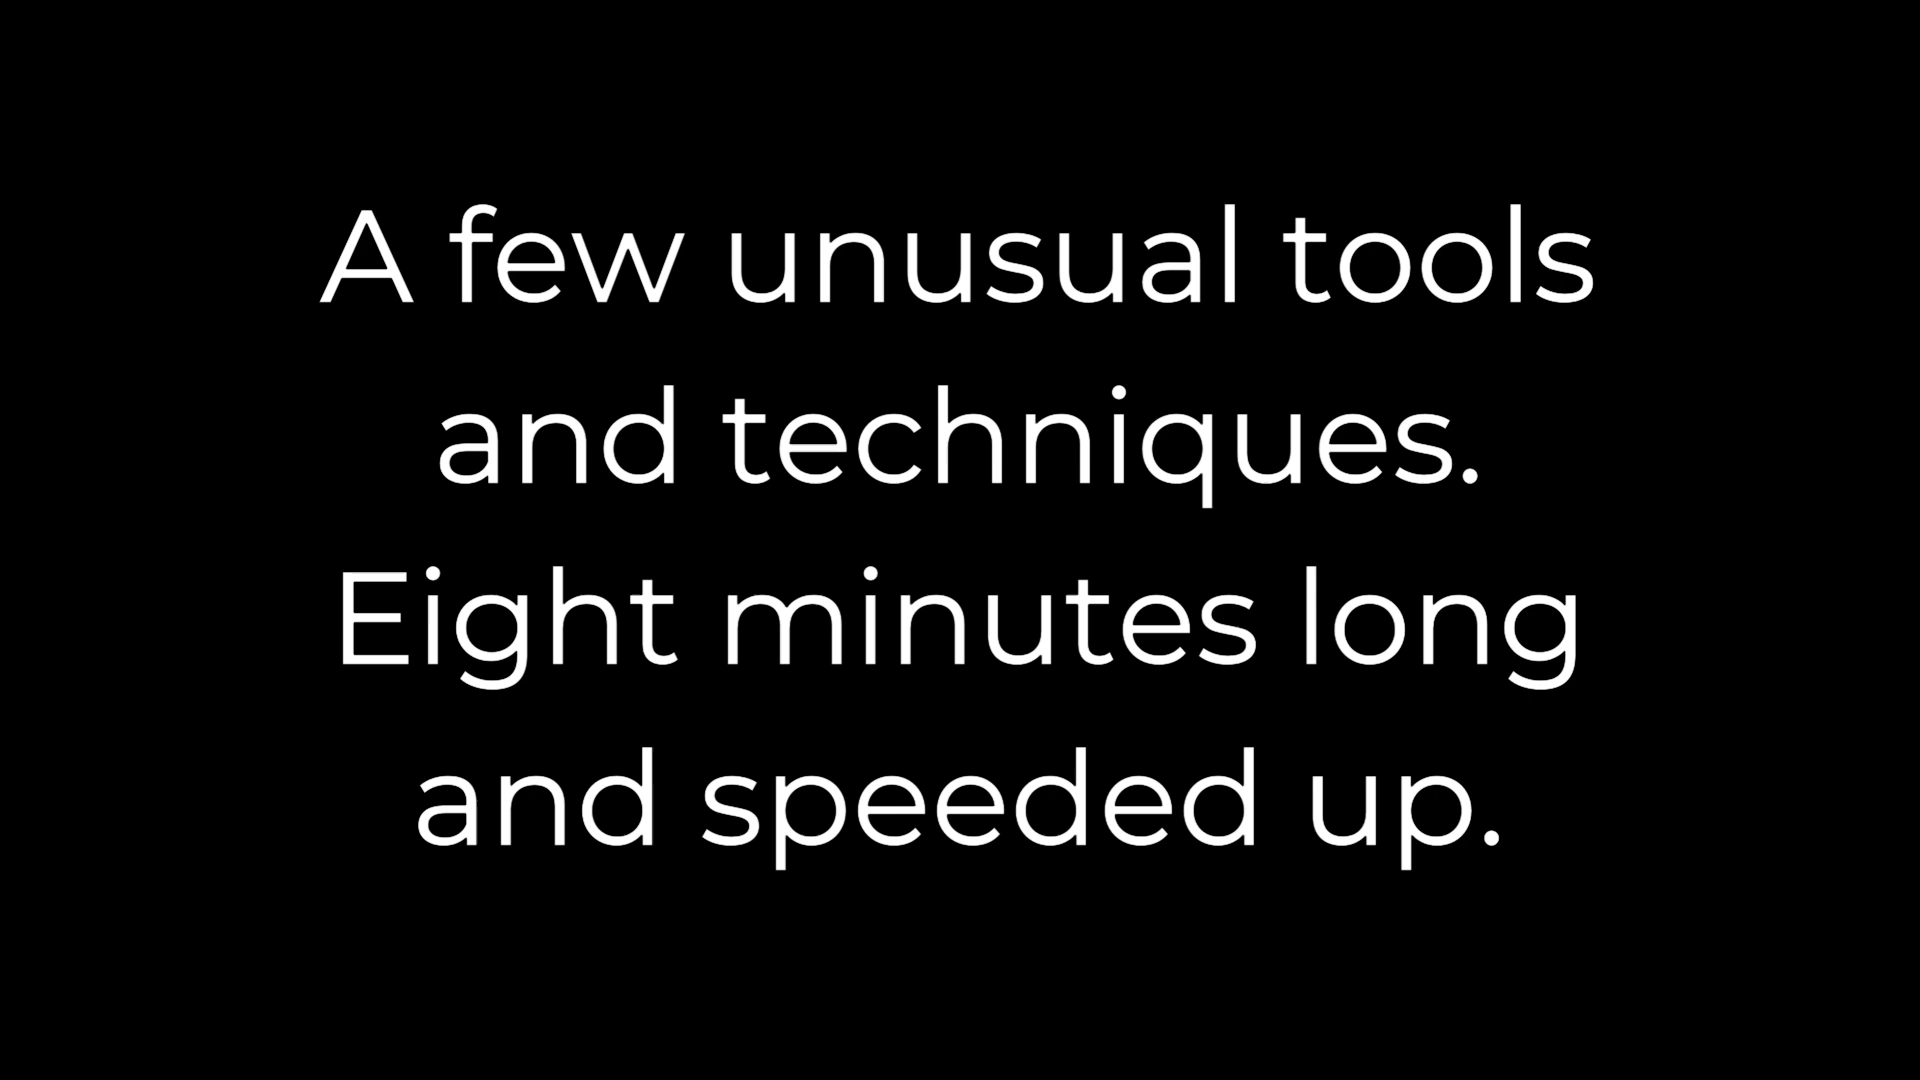 A few unusual tools
and techniques.
Eight minutes long
and speeded up.